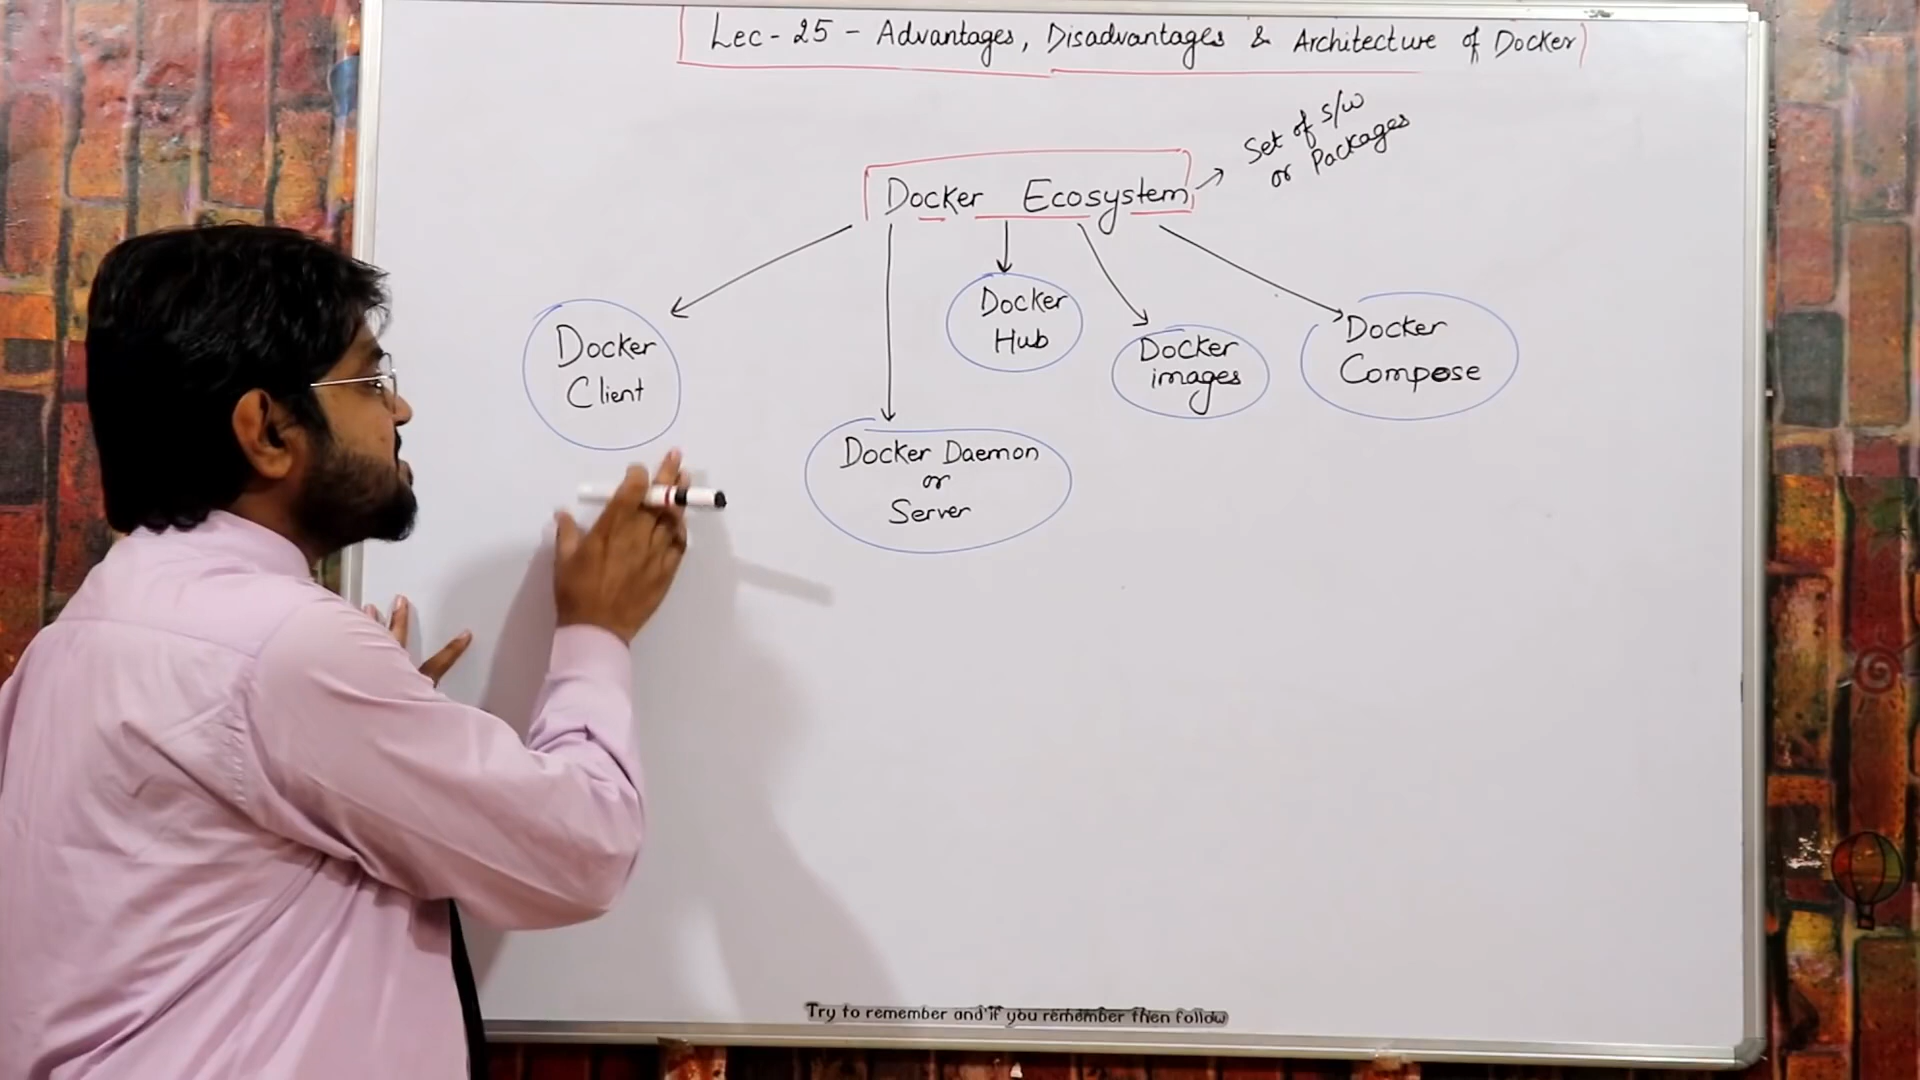 Lec - 25 - Advantages, Disadvantages & Architecture of Docker
Set of s/w
or Packages
Docker Ecosystem
Docker
Client
Docker Daemon
or
Server
Docker
Hub
Docker
images
Docker
Compose
Try to remember and if you remember then follow